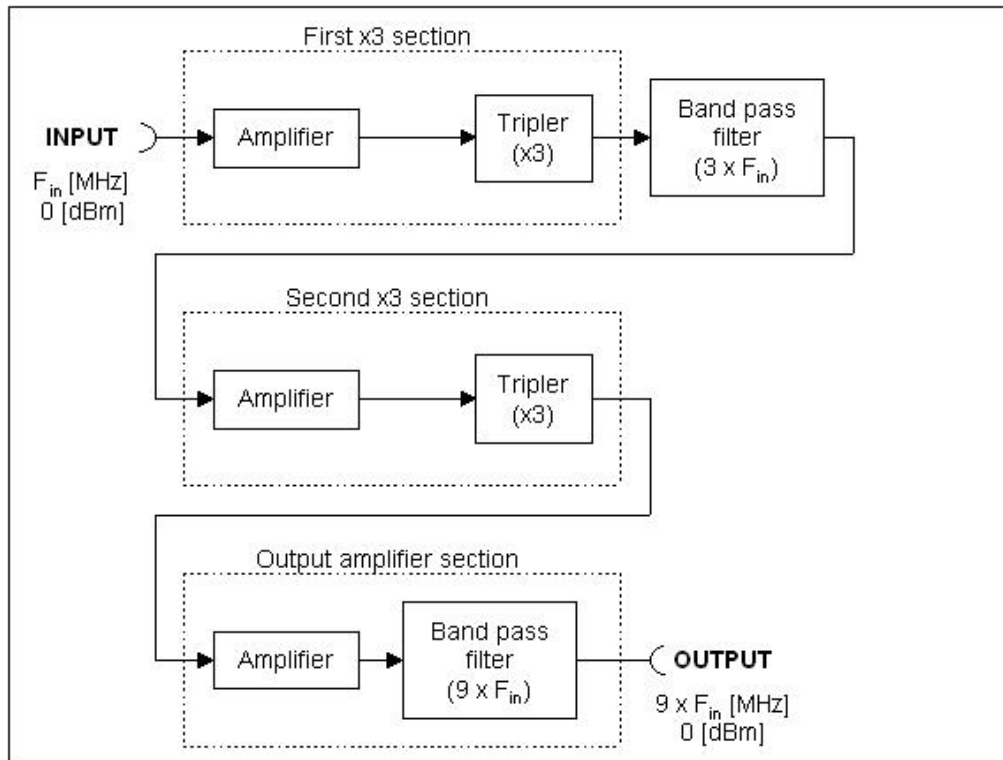 First x3 section
INPUT
F_in [MHz]
0 [dBm]
Amplifier
Tripler
(x3)
Band pass
filter
(3 x F_in)
Second x3 section
Amplifier
Tripler
(x3)
Output amplifier section
Amplifier
Band pass
filter
(9 x F_in)
OUTPUT
9 x F_in [MHz]
0 [dBm]